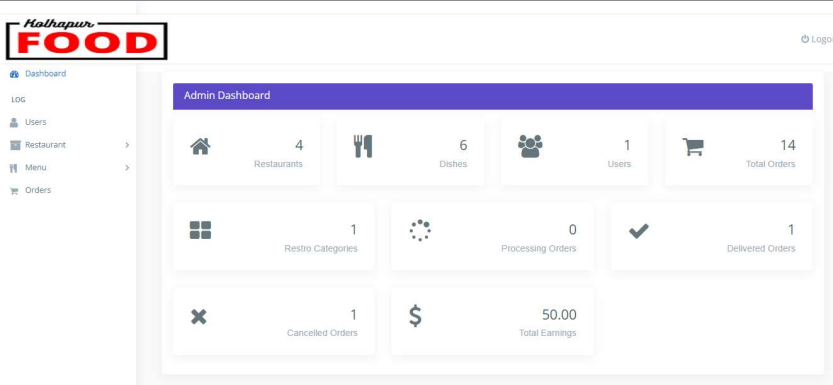 Kolhapur
FOOD
Dashboard
LOG
Users
Restaurant
Menu
Orders
Admin Dashboard
4
Restaurants
6
Dishes
1
Users
14
Total Orders
1
Restro Categories
0
Processing Orders
1
Delivered Orders
1
Cancelled Orders
$
50.00
Total Earnings